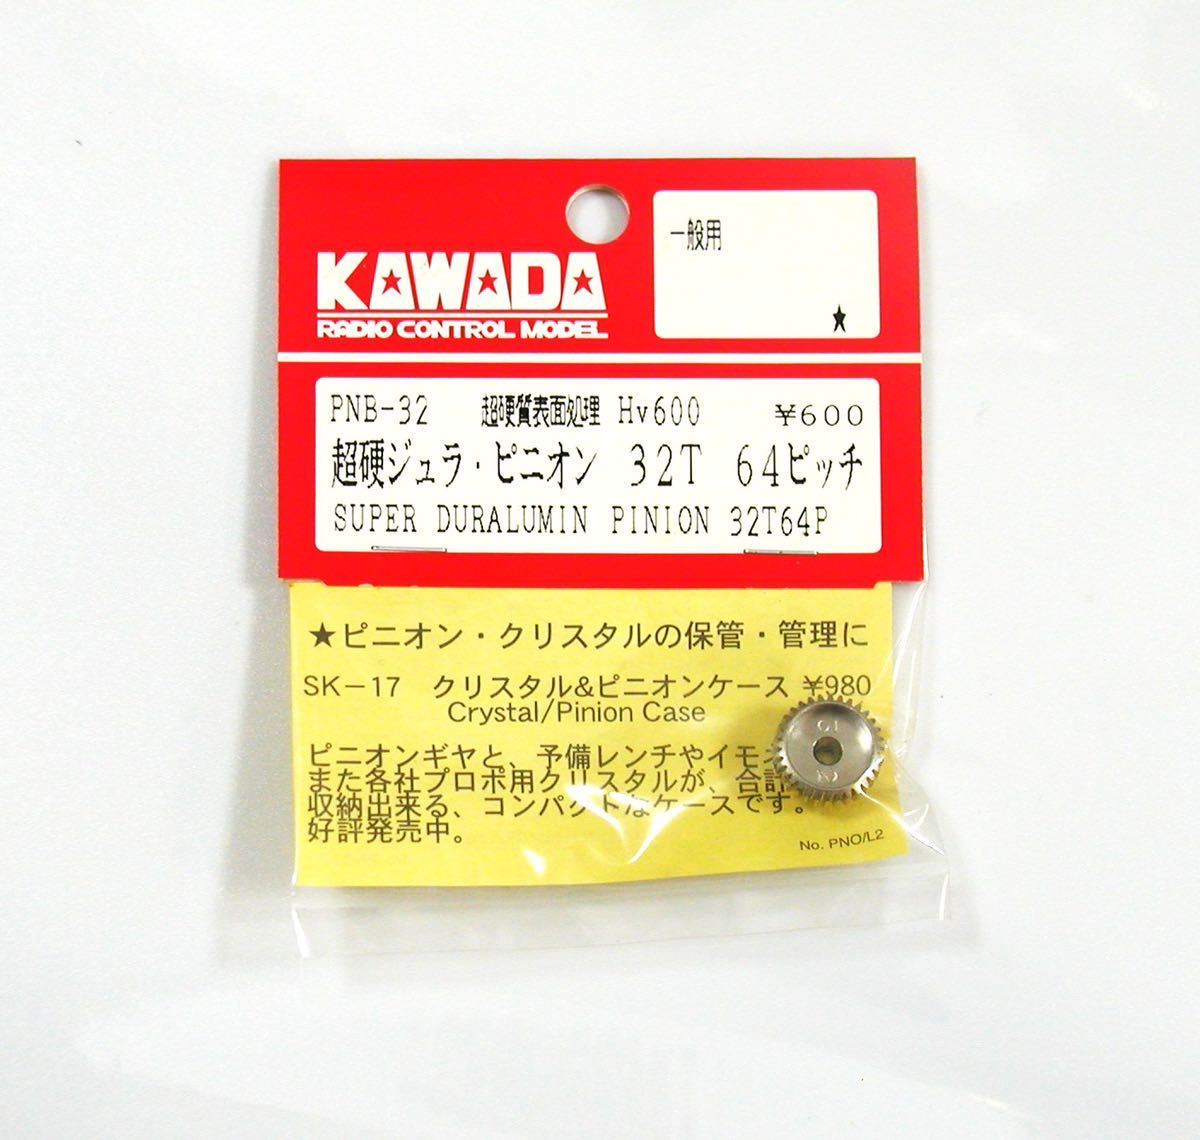 KAWADA
RADIO CONTROL MODEL
一般用
★
PNB-32 超硬質表面処理 Hv600 ¥600
超硬ジュラ・ピニオン 32T 64ピッチ
SUPER DURALUMIN PINION 32T64P
★ピニオン・クリスタルの保管・管理に
SK-17 クリスタル&ピニオンケース ¥980
Crystal/Pinion Case
ピニオンギヤと、予備レンチやイモ
また各社プロポ用クリスタルが、合計
収納出来る、コンパクトなケースです。
好評発売中。
No. PNO/L2